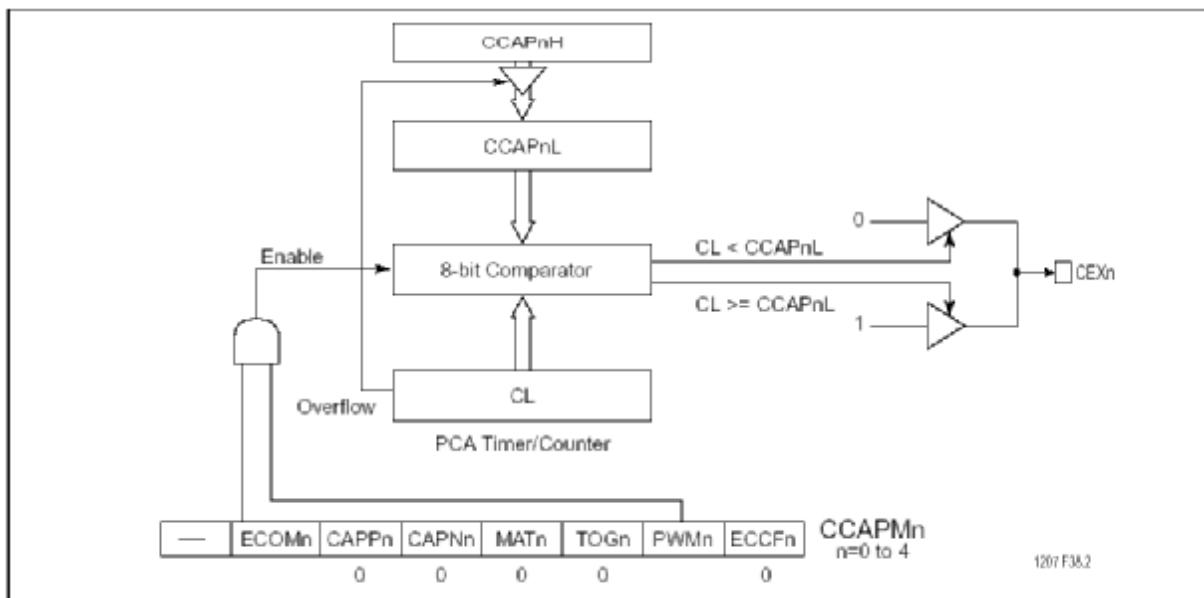 CCAPnH
CCAPnL
0
CL < CCAPnL
Enable
8-bit Comparator
CEXn
CL >= CCAPnL
1
CL
Overflow
PCA Timer/Counter
— ECOMn CAPPn CAPNn MATn TOGn PWMn ECCFn CCAPMn
n=0 to 4
0 0 0 0 0
1207 F38.2